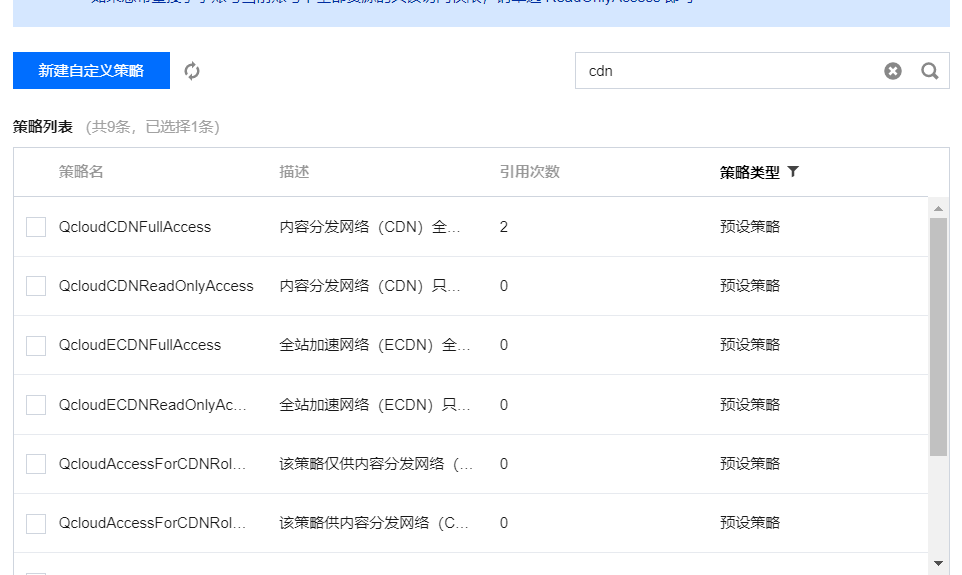 ReadOnlyAccess
新建自定义策略
cdn
策略列表 (共9条，已选择1条)
策略名 描述 引用次数 策略类型
QcloudCDNFullAccess 内容分发网络（CDN）全... 2 预设策略
QcloudCDNReadOnlyAccess 内容分发网络（CDN）只... 0 预设策略
QcloudECDNFullAccess 全站加速网络（ECDN）全... 0 预设策略
QcloudECDNReadOnlyAc... 全站加速网络（ECDN）只... 0 预设策略
QcloudAccessForCDNRol... 该策略仅供内容分发网络（... 0 预设策略
QcloudAccessForCDNRol... 该策略供内容分发网络（C... 0 预设策略